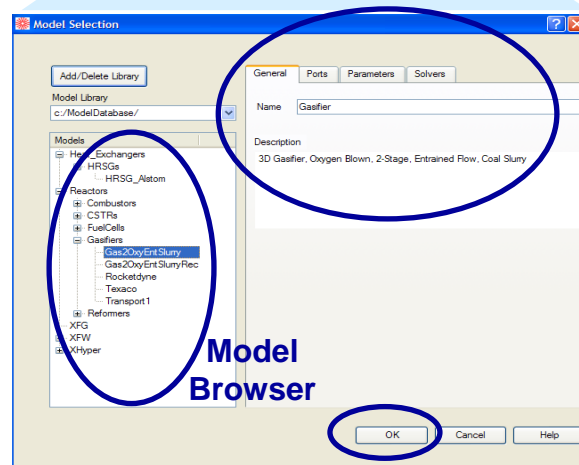 Model Selection
Add/Delete Library
Model Library
c:/ModelDatabase/
Models
Heat_Exchangers
HRSGs
HRSG_Alstom
Reactors
Combustors
CSTRs
FuelCells
Gasifiers
Gas2OxyEntSlurry
Gas2OxyEntSlurryRec
Rocketdyne
Texaco
Transport1
Reformers
XFG
XFW
XHyper
General Ports Parameters Solvers
Name Gasifier
Description
3D Gasifier, Oxygen Blown, 2-Stage, Entrained Flow, Coal Slurry
Model
Browser
OK Cancel Help